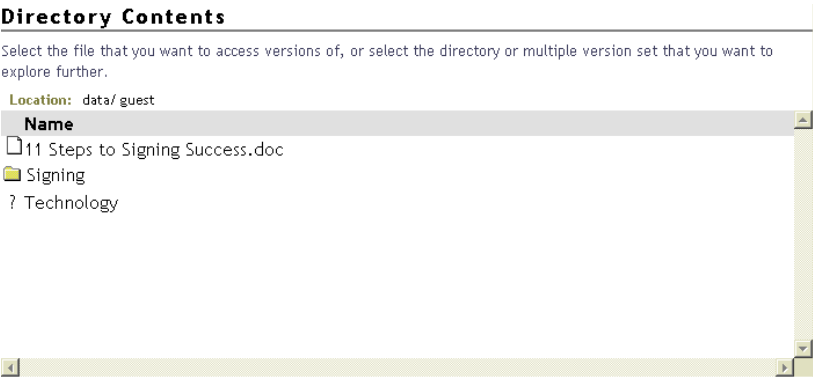 Directory Contents
Select the file that you want to access versions of, or select the directory or multiple version set that you want to
explore further.
Location: data/ guest
Name
11 Steps to Signing Success.doc
Signing
? Technology